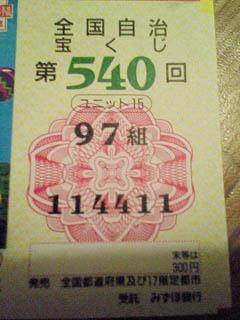 全国自治
宝くじ
第540回
ユニット15
97組
114411
末等は
300円
発売 全国都道府県及び17指定都市
受託 みずほ銀行